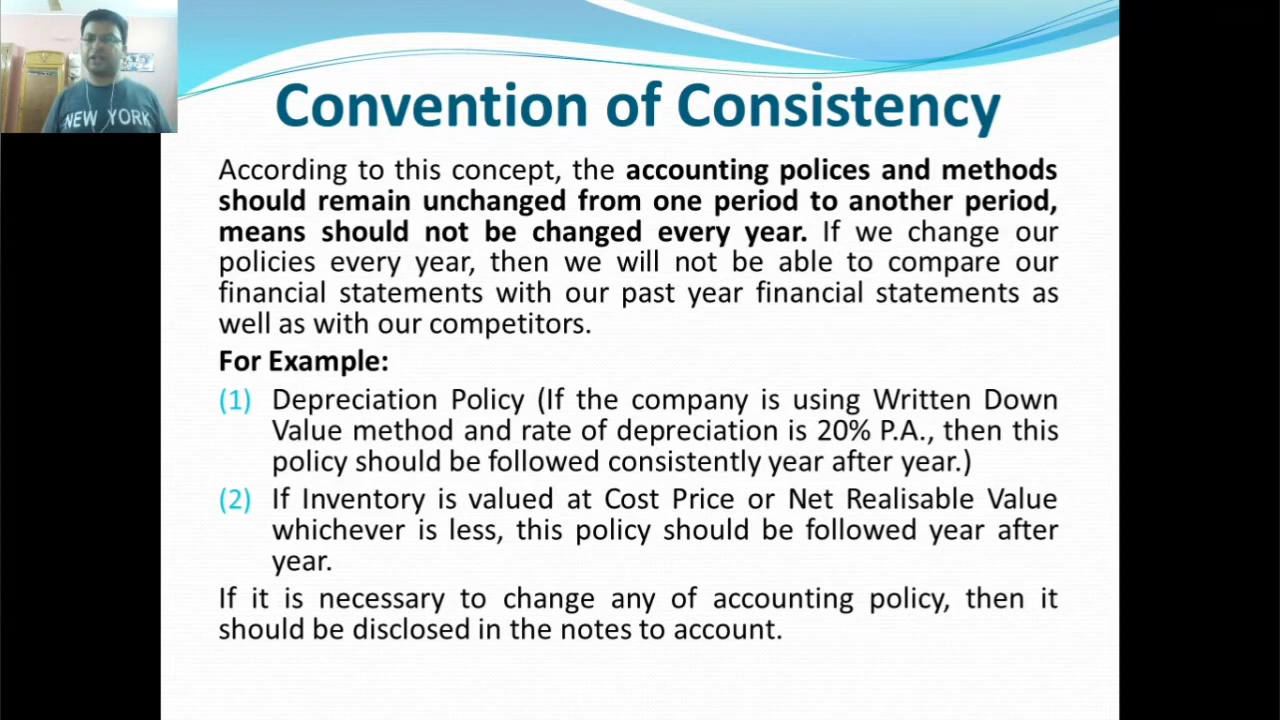 NEW YORK
Convention of Consistency
According to this concept, the accounting polices and methods
should remain unchanged from one period to another period,
means should not be changed every year. If we change our
policies every year, then we will not be able to compare our
financial statements with our past year financial statements as
well as with our competitors.
For Example:
(1) Depreciation Policy (If the company is using Written Down
Value method and rate of depreciation is 20% P.A., then this
policy should be followed consistently year after year.)
(2) If Inventory is valued at Cost Price or Net Realisable Value
whichever is less, this policy should be followed year after
year.
If it is necessary to change any of accounting policy, then it
should be disclosed in the notes to account.